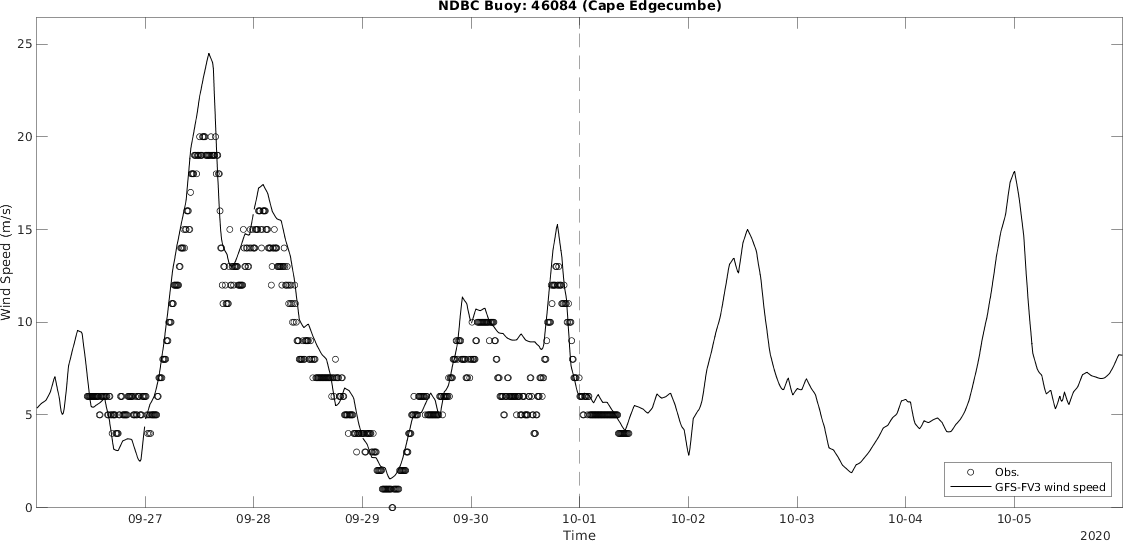 NDBC Buoy: 46084 (Cape Edgecumbe)
25
20
15
10
5
0
Wind Speed (m/s)
Obs.
GFS-FV3 wind speed
09-27 09-28 09-29 09-30 10-01 10-02 10-03 10-04 10-05
Time
2020